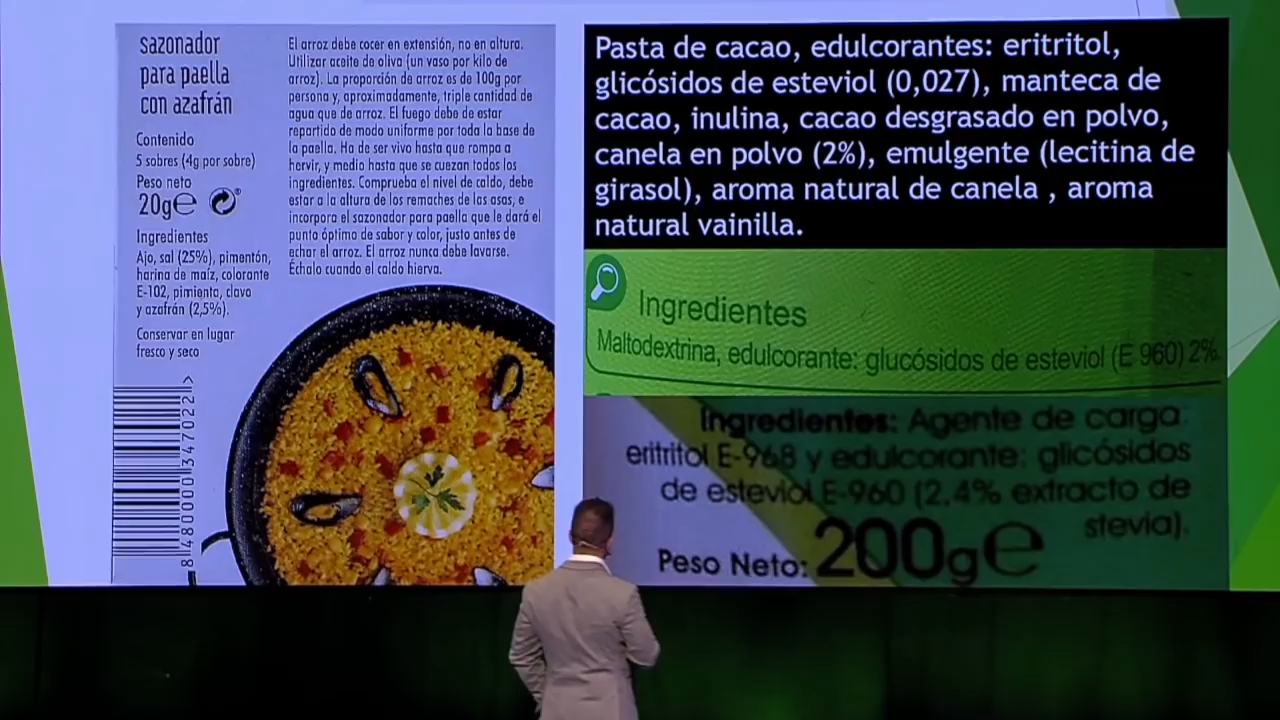 sazonador
para paella
con azafrán
Contenido
5 sobres (4g por sobre)
Peso neto
20g℮
Ingredientes
Ajo, sal (25%), pimentón,
harina de maíz, colorante
E-102, pimienta, clavo
y azafrán (2,5%).
Conservar en lugar
fresco y seco
8 480000 347022 >
El arroz debe cocer en extensión, no en altura.
Utilizar aceite de oliva (un vaso por kilo de
arroz). La proporción de arroz es de 100g por
persona y, aproximadamente, triple cantidad de
agua que de arroz. El fuego debe de estar
repartido de modo uniforme por toda la base de
la paella. Ha de ser vivo hasta que rompa a
hervir, y medio hasta que se cuezan todos los
ingredientes. Comprueba el nivel de caldo, debe
estar a la altura de los remaches de las asas, e
incorpora el sazonador para paella que le dará el
punto óptimo de sabor y color, justo antes de
echar el arroz. El arroz nunca debe lavarse.
Échalo cuando el caldo hierva.
Pasta de cacao, edulcorantes: eritritol,
glicósidos de esteviol (0,027), manteca de
cacao, inulina, cacao desgrasado en polvo,
canela en polvo (2%), emulgente (lecitina de
girasol), aroma natural de canela , aroma
natural vainilla.
Ingredientes
Maltodextrina, edulcorante: glucósidos de esteviol (E 960) 2%.
Ingredientes: Agente de carga
eritritol E-968 y edulcorante: glicósidos
de esteviol E-960 (2,4% extracto de
stevia).
Peso Neto: 200g℮